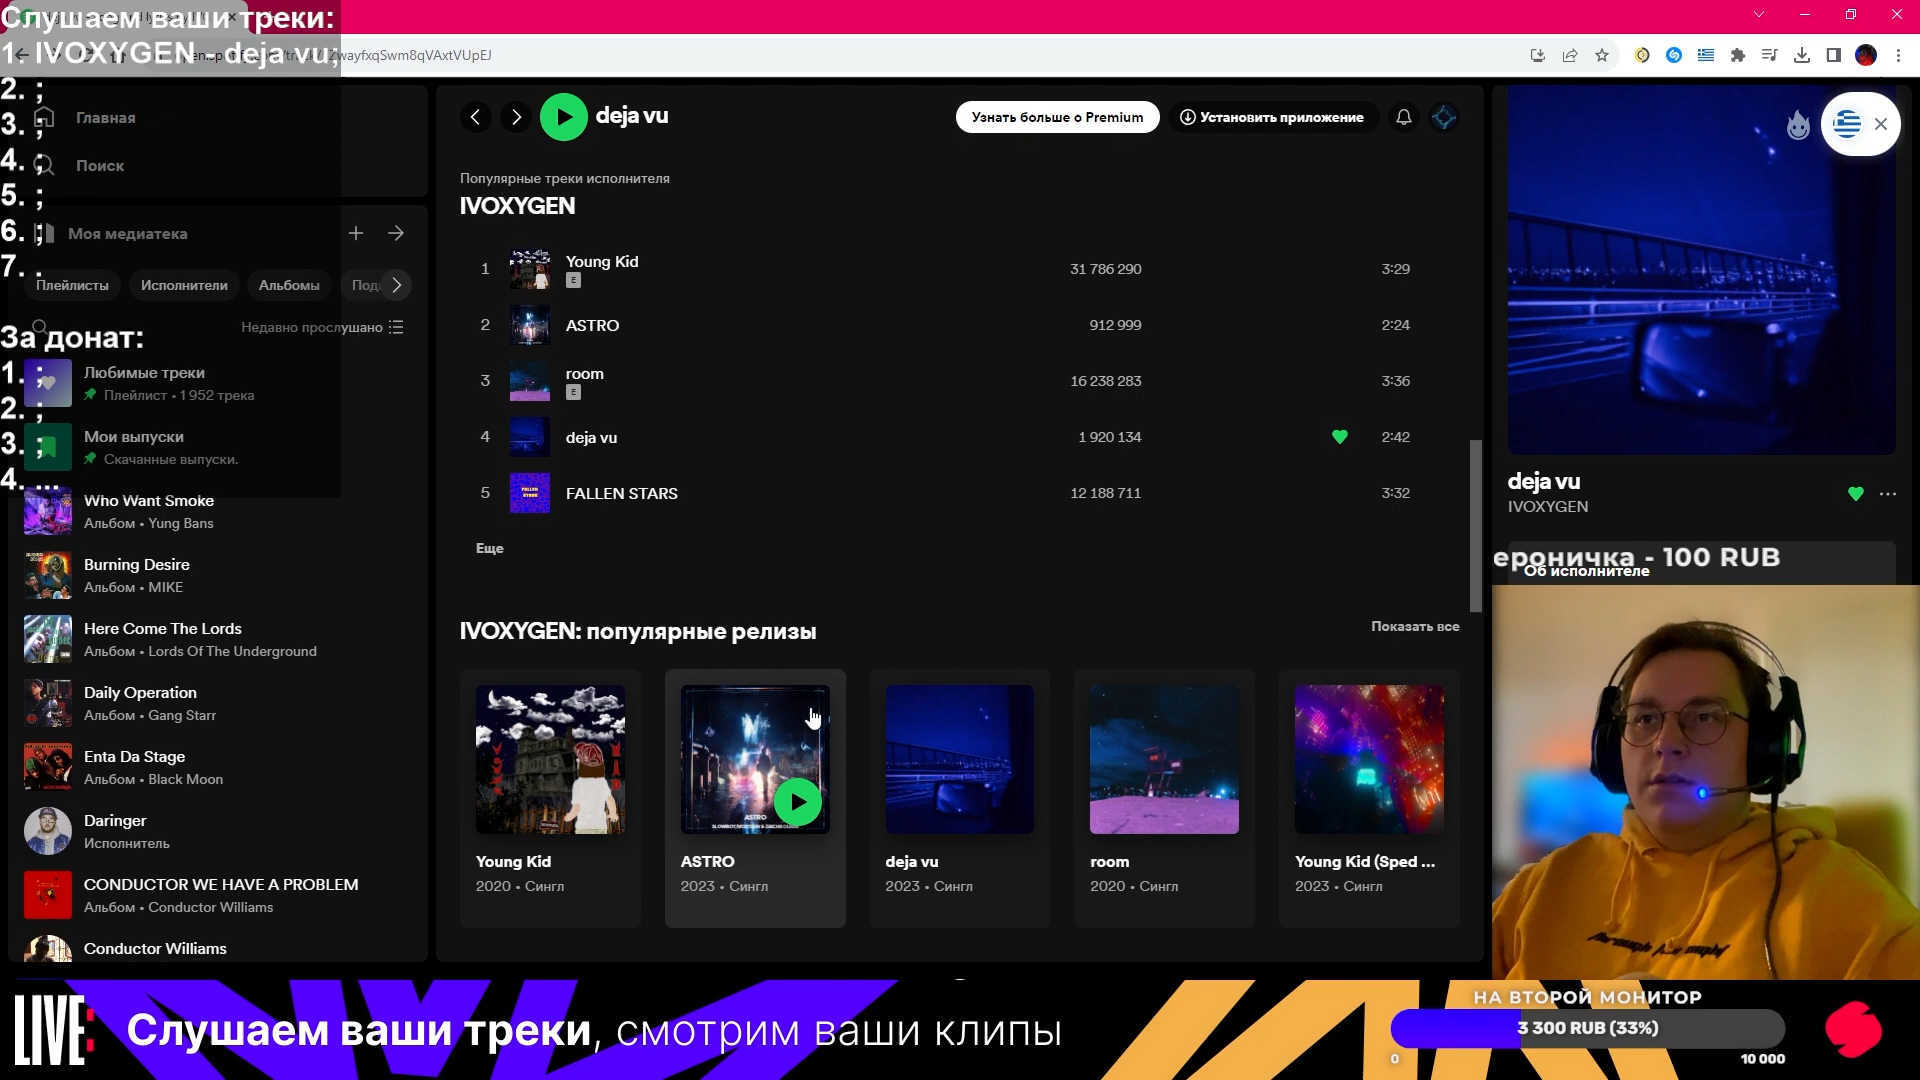 Слушаем ваши треки:
1. IVOXYGEN - deja vu;
2. ;
3. ;
4. ;
5. ;
6. ;
7. .
За донат:
1. ;
2. ;
3. ;
4. ...
ZwayfxqSwm8qVAxtVUpEJ
Главная
Поиск
Моя медиатека
Плейлисты
Исполнители
Альбомы
Недавно прослушано
Любимые треки
Плейлист • 1 952 трека
Мои выпуски
Скачанные выпуски.
Who Want Smoke
Альбом • Yung Bans
Burning Desire
Альбом • MIKE
Here Come The Lords
Альбом • Lords Of The Underground
Daily Operation
Альбом • Gang Starr
Enta Da Stage
Альбом • Black Moon
Daringer
Исполнитель
CONDUCTOR WE HAVE A PROBLEM
Альбом • Conductor Williams
Conductor Williams
deja vu
Узнать больше о Premium
Установить приложение
Популярные треки исполнителя
IVOXYGEN
1 Young Kid 31 786 290 3:29
E
2 ASTRO 912 999 2:24
3 room 16 238 283 3:36
E
4 deja vu 1 920 134 2:42
5 FALLEN STARS 12 188 711 3:32
Еще
IVOXYGEN: популярные релизы
Показать все
ASTRO
Young Kid
2020 • Сингл
ASTRO
2023 • Сингл
deja vu
2023 • Сингл
room
2020 • Сингл
Young Kid (Sped ...
2023 • Сингл
deja vu
IVOXYGEN
ероничка - 100 RUB
Об исполнителе
LIVE:
Слушаем ваши треки, смотрим ваши клипы
НА ВТОРОЙ МОНИТОР
3 300 RUB (33%)
0
10 000